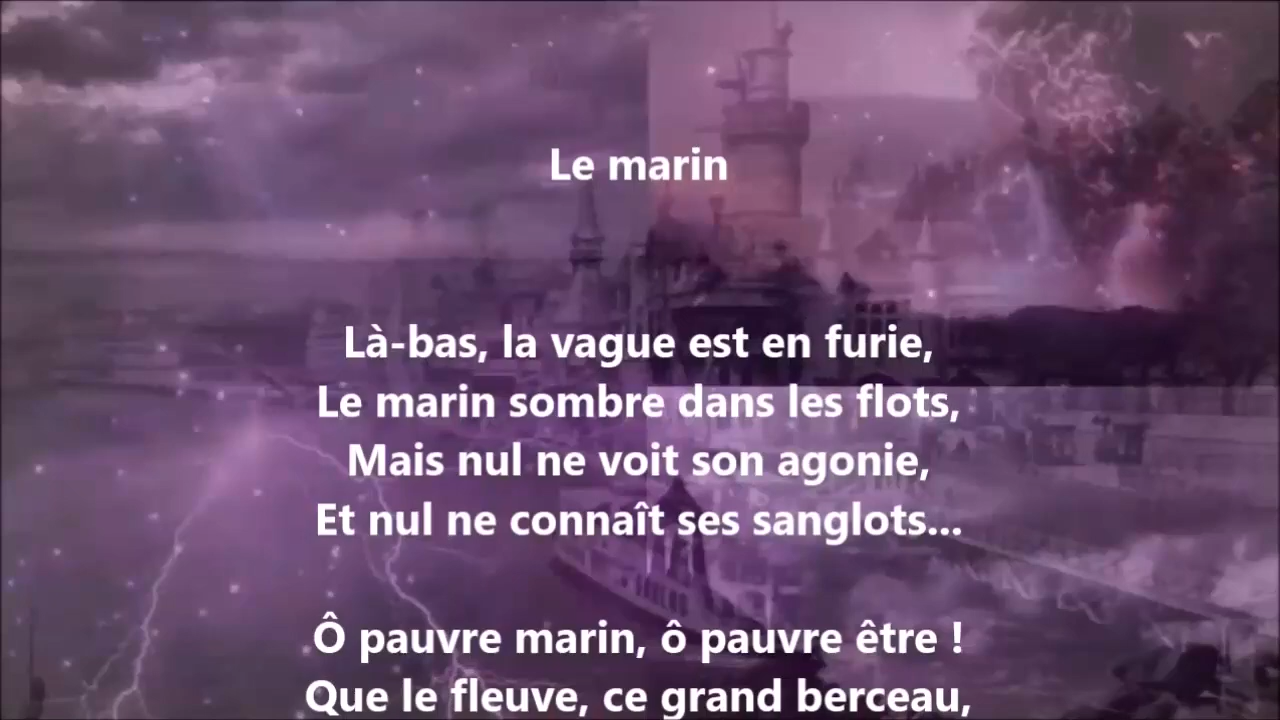 Le marin
Là-bas, la vague est en furie,
Le marin sombre dans les flots,
Mais nul ne voit son agonie,
Et nul ne connaît ses sanglots...
Ô pauvre marin, ô pauvre être !
Que le fleuve, ce grand berceau,